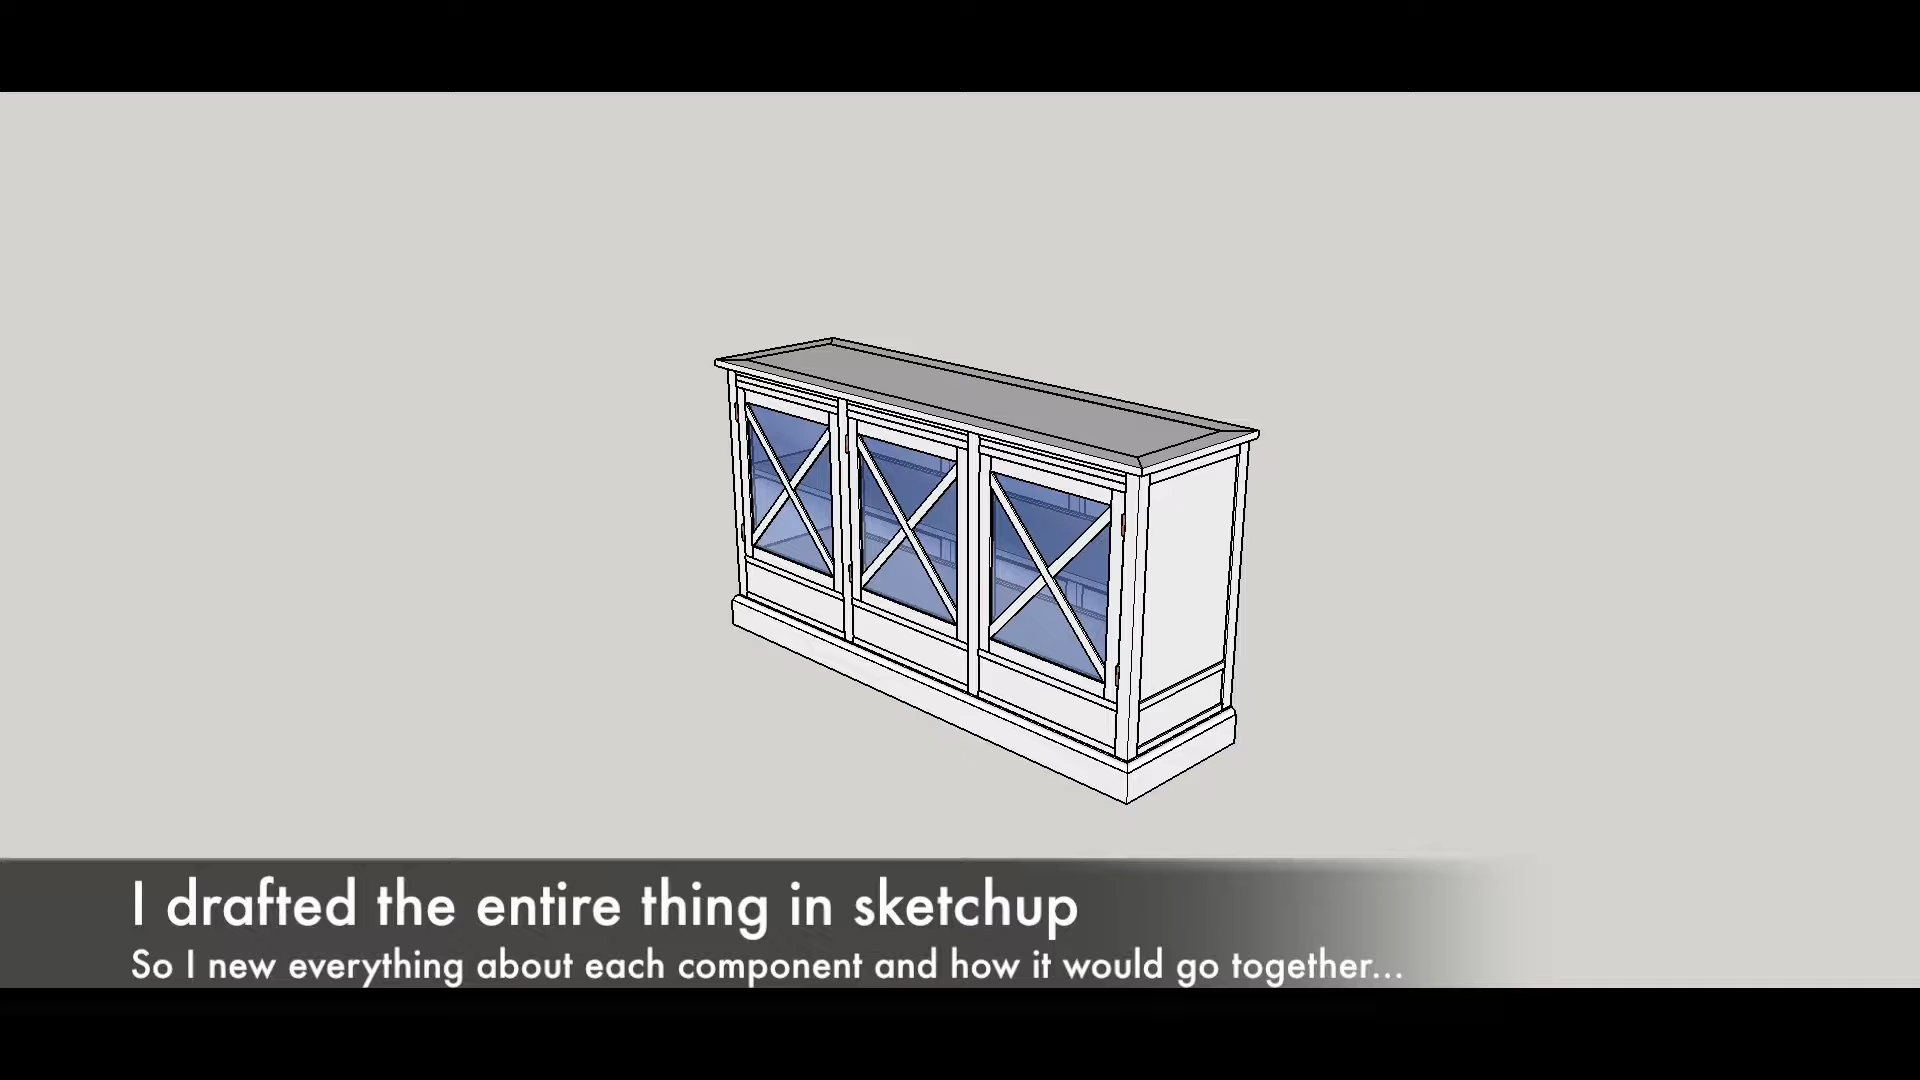 I drafted the entire thing in sketchup
So I new everything about each component and how it would go together...